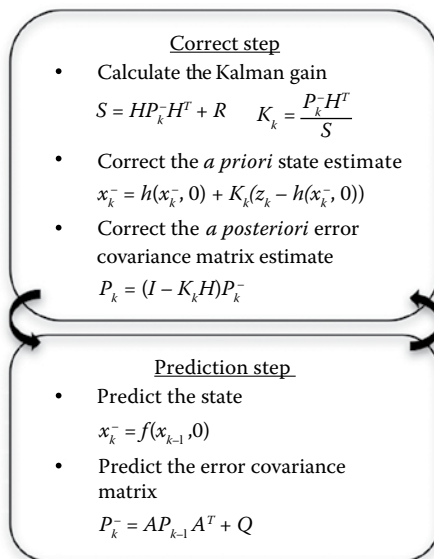 Correct step
• Calculate the Kalman gain
S = HP_k^- H^T + R    K_k = \frac{P_k^- H^T}{S}
• Correct the a priori state estimate
x_k^- = h(x_k^-, 0) + K_k(z_k – h(x_k^-, 0))
• Correct the a posteriori error
covariance matrix estimate
P_k = (I – K_k H)P_k^-
Prediction step
• Predict the state
x_k^- = f(x_{k–1},0)
• Predict the error covariance
matrix
P_k^- = AP_{k–1} A^T + Q